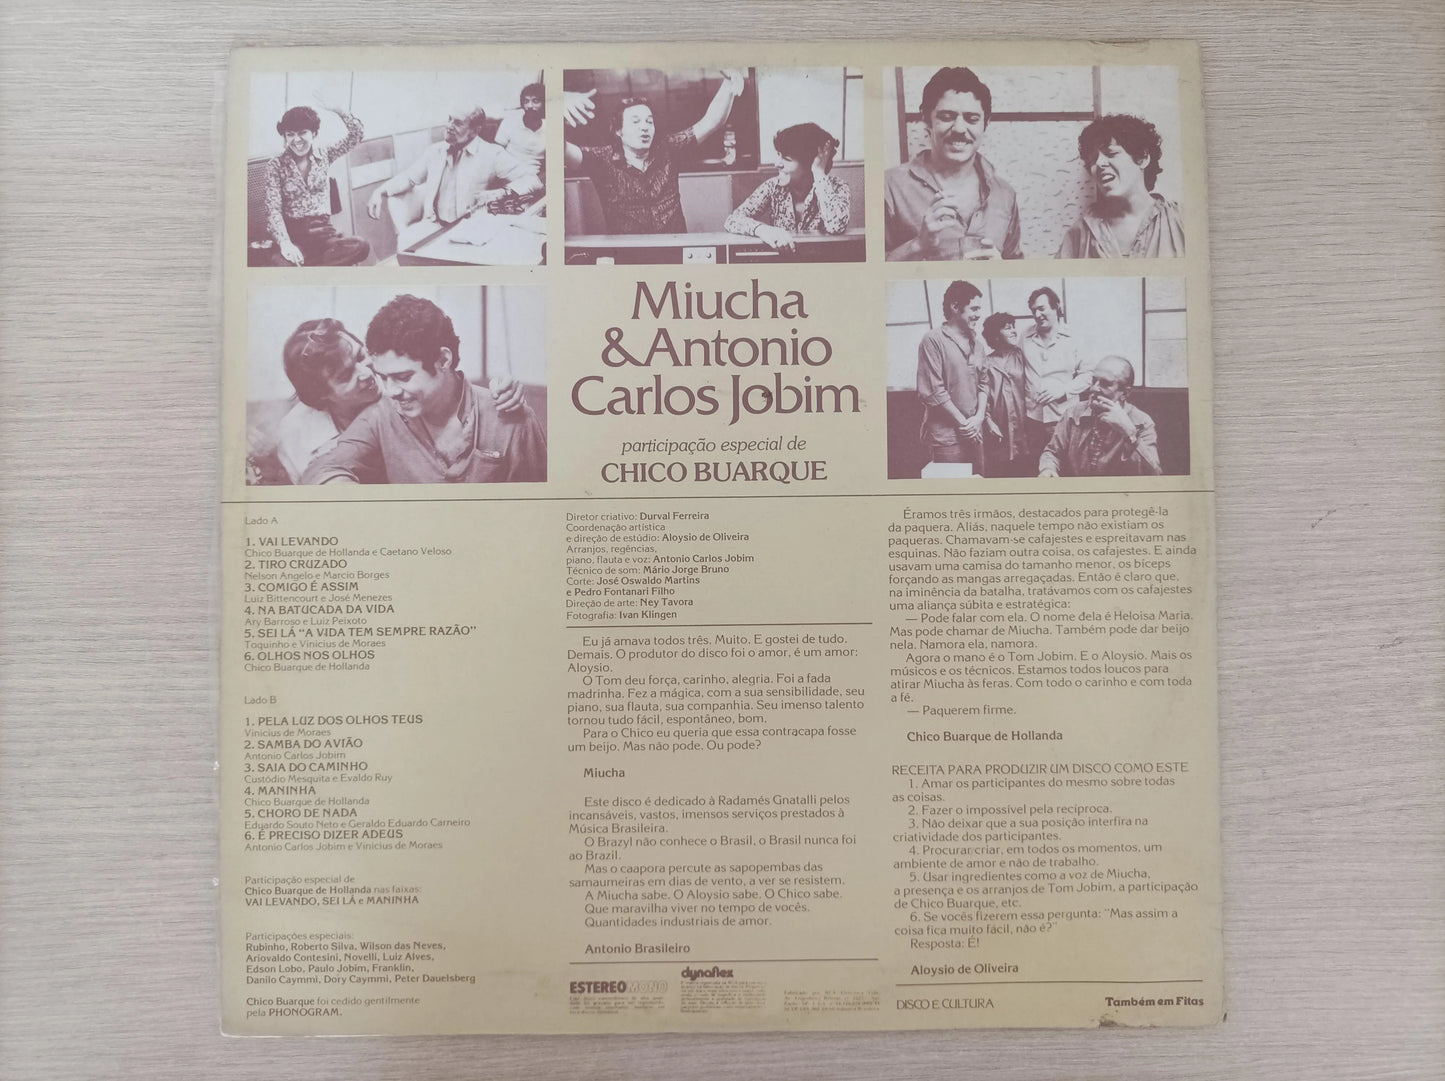 Miucha
& Antonio
Carlos Jobim
participação especial de
CHICO BUARQUE
Lado A
1. VAI LEVANDO
Chico Buarque de Hollanda e Caetano Veloso
2. TIRO CRUZADO
Nelson Angelo e Marcio Borges
3. COMIGO É ASSIM
Luiz Bittencourt e José Menezes
4. NA BATUCADA DA VIDA
Ary Barroso e Luiz Peixoto
5. SEI LÁ “A VIDA TEM SEMPRE RAZÃO”
Toquinho e Vinicius de Moraes
6. OLHOS NOS OLHOS
Chico Buarque de Hollanda
Lado B
1. PELA LUZ DOS OLHOS TEUS
Vinicius de Moraes
2. SAMBA DO AVIÃO
Antonio Carlos Jobim
3. SAIA DO CAMINHO
Custódio Mesquita e Evaldo Ruy
4. MANINHA
Chico Buarque de Hollanda
5. CHORO DE NADA
Eduardo Souto Neto e Geraldo Eduardo Carneiro
6. É PRECISO DIZER ADEUS
Antonio Carlos Jobim e Vinicius de Moraes
Participação especial de
Chico Buarque de Hollanda nas faixas:
VAI LEVANDO, SEI LÁ e MANINHA
Participações especiais:
Rubinho, Roberto Silva, Wilson das Neves,
Ariovaldo Contesini, Novelli, Luiz Alves,
Edson Lobo, Paulo Jobim, Franklin,
Danilo Caymmi, Dory Caymmi, Peter Dauelsberg
Chico Buarque foi cedido gentilmente
pela PHONOGRAM.
Diretor criativo: Durval Ferreira
Coordenação artística
e direção de estúdio: Aloysio de Oliveira
Arranjos, regências,
piano, flauta e voz: Antonio Carlos Jobim
Técnico de som: Mário Jorge Bruno
Corte: José Oswaldo Martins
e Pedro Fontanari Filho
Direção de arte: Ney Tavora
Fotografia: Ivan Klingen
Eu já amava todos três. Muito. E gostei de tudo.
Demais. O produtor do disco foi o amor, é um amor:
Aloysio.
O Tom deu força, carinho, alegria. Foi a fada
madrinha. Fez a mágica, com a sua sensibilidade, seu
piano, sua flauta, sua companhia. Seu imenso talento
tornou tudo fácil, espontâneo, bom.
Para o Chico eu queria que essa contracapa fosse
um beijo. Mas não pode. Ou pode?
Miucha
Este disco é dedicado à Radamés Gnatalli pelos
incansáveis, vastos, imensos serviços prestados à
Música Brasileira.
O Brazyl não conhece o Brasil, o Brasil nunca foi
ao Brazil.
Mas o caapora percute as sapopembas das
samaumeiras em dias de vento, a ver se resistem.
A Miucha sabe. O Aloysio sabe. O Chico sabe.
Que maravilha viver no tempo de vocês.
Quantidades industriais de amor.
Antonio Brasileiro
ESTEREO MONO
dynaflex
Éramos três irmãos, destacados para protegê-la
da paquera. Aliás, naquele tempo não existiam os
paqueras. Chamavam-se cafajestes e espreitavam nas
esquinas. Não faziam outra coisa, os cafajestes. E ainda
usavam uma camisa do tamanho menor, os bíceps
forçando as mangas arregaçadas. Então é claro que,
na iminência da batalha, tratávamos com os cafajestes
uma aliança súbita e estratégica:
— Pode falar com ela. O nome dela é Heloisa Maria.
Mas pode chamar de Miucha. Também pode dar beijo
nela. Namora ela, namora.
Agora o mano é o Tom Jobim. E o Aloysio. Mais os
músicos e os técnicos. Estamos todos loucos para
atirar Miucha às feras. Com todo o carinho e com toda
a fé.
— Paquerem firme.
Chico Buarque de Hollanda
RECEITA PARA PRODUZIR UM DISCO COMO ESTE
1. Amar os participantes do mesmo sobre todas
as coisas.
2. Fazer o impossível pela recíproca.
3. Não deixar que a sua posição interfira na
criatividade dos participantes.
4. Procurar criar, em todos os momentos, um
ambiente de amor e não de trabalho.
5. Usar ingredientes como a voz de Miucha,
a presença e os arranjos de Tom Jobim, a participação
de Chico Buarque, etc.
6. Se vocês fizerem essa pergunta: “Mas assim a
coisa fica muito fácil, não é?”
Resposta: É!
Aloysio de Oliveira
DISCO É CULTURA
Também em Fitas